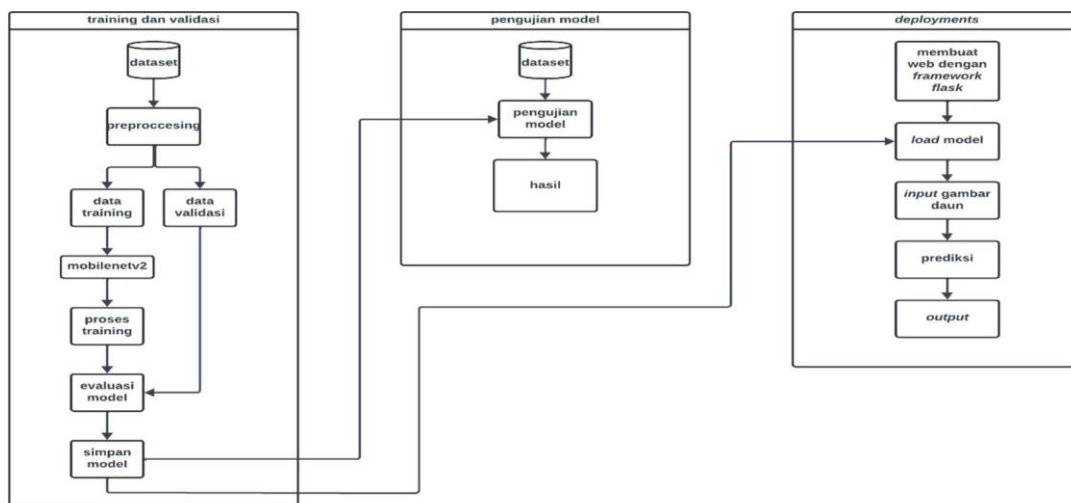 training dan validasi
dataset
preproccesing
data
training
data
validasi
mobilenetv2
proses
training
evaluasi
model
simpan
model
pengujian model
dataset
pengujian
model
hasil
deployments
membuat
web dengan
framework
flask
load model
input gambar
daun
prediksi
output